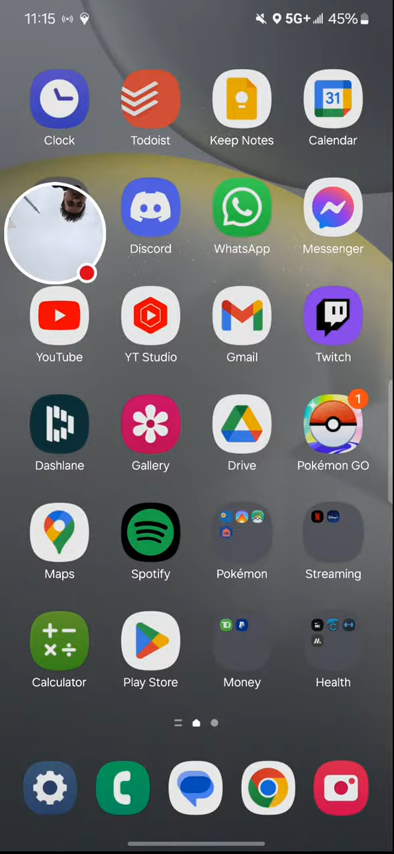 11:15 5G+ 45%
31
Clock Todoist Keep Notes Calendar
Discord WhatsApp Messenger
YouTube YT Studio Gmail Twitch
1
Dashlane Gallery Drive Pokémon GO
Maps Spotify Pokémon Streaming
Calculator Play Store Money Health